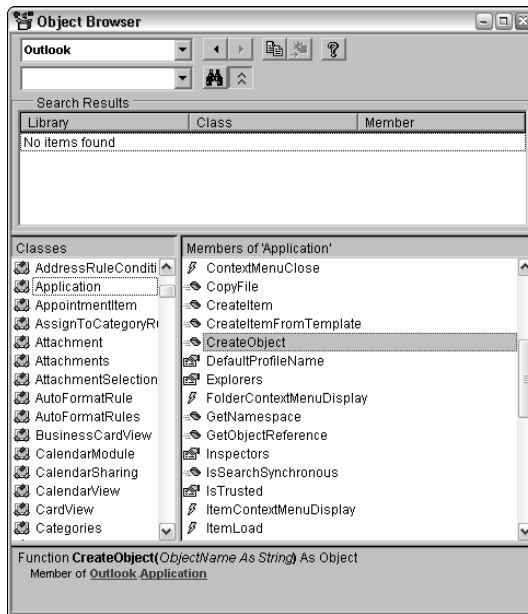 Object Browser
Outlook
Search Results
Library Class Member
No items found
Classes
AddressRuleConditi
Application
AppointmentItem
AssignToCategoryRu
Attachment
Attachments
AttachmentSelection
AutoFormatRule
AutoFormatRules
BusinessCardView
CalendarModule
CalendarSharing
CalendarView
CardView
Categories
Members of 'Application'
ContextMenuClose
CopyFile
CreateItem
CreateItemFromTemplate
CreateObject
DefaultProfileName
Explorers
FolderContextMenuDisplay
GetNamespace
GetObjectReference
Inspectors
IsSearchSynchronous
IsTrusted
ItemContextMenuDisplay
ItemLoad
Function CreateObject(ObjectName As String) As Object
Member of Outlook.Application